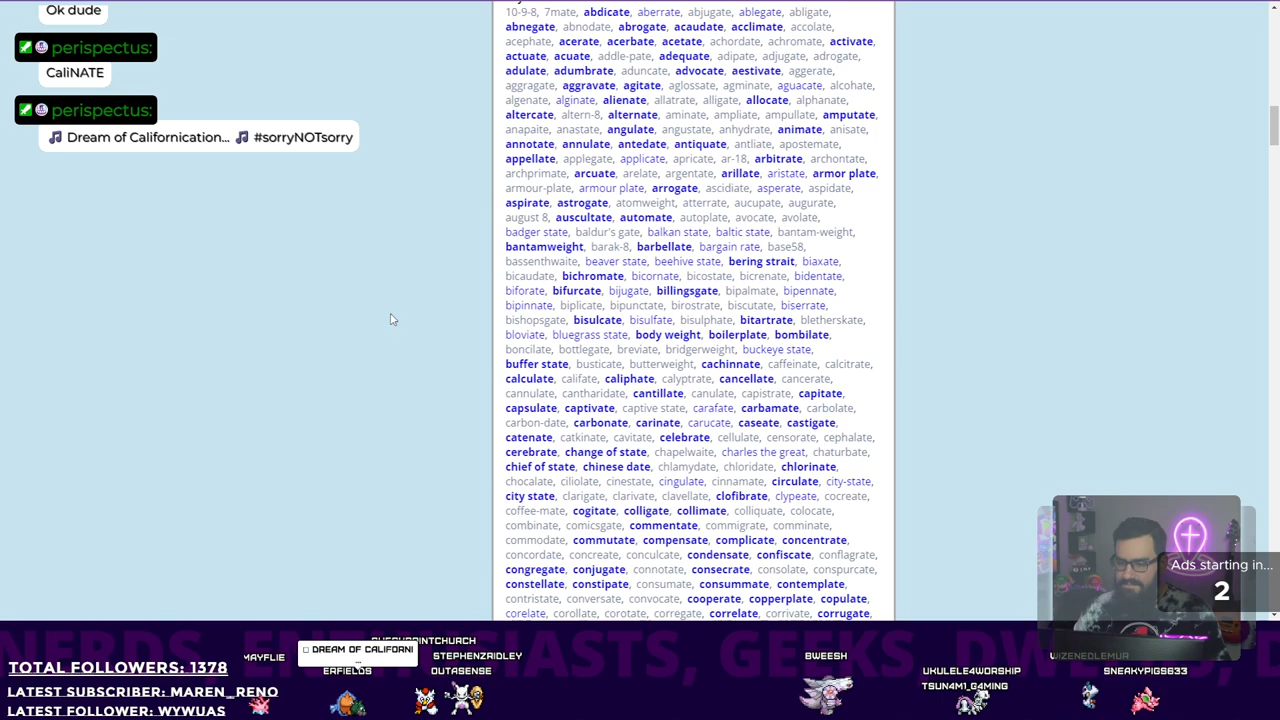 Ok dude
perispectus:
CaliNATE
perispectus:
🎵 Dream of Californication... 🎵 #sorryNOTsorry
10-9-8, 7mate, abdicate, aberrate, abjugate, ablegate, abligate,
abnegate, abnodate, abrogate, acaudate, acclimate, accolate,
acephate, acerate, acerbate, acetate, achordate, achromate, activate,
actuate, acuate, addle-pate, adequate, adipate, adjugate, adrogate,
adulate, adumbrate, aduncate, advocate, aestivate, aggerate,
aggragate, aggravate, agitate, aglossate, agminate, aguacate, alcohate,
algenate, alginate, alienate, allatrate, alligate, allocate, alphanate,
altercate, altern-8, alternate, aminate, ampliate, ampullate, amputate,
anapaite, anastate, angulate, angustate, anhydrate, animate, anisate,
annotate, annulate, antedate, antiquate, antliate, apostemate,
appellate, applegate, applicate, apricate, ar-18, arbitrate, archontate,
archprimate, arcuate, arelate, argentate, arillate, aristate, armor plate,
armour-plate, armour plate, arrogate, ascidiate, asperate, aspidate,
aspirate, astrogate, atomweight, atterrate, aucupate, augurate,
august 8, auscultate, automate, autoplate, avocate, avolate,
badger state, baldur's gate, balkan state, baltic state, bantam-weight,
bantamweight, barak-8, barbellate, bargain rate, base58,
bassenthwaite, beaver state, beehive state, bering strait, biaxate,
bicaudate, bichromate, bicornate, bicostate, bicrenate, bidentate,
biforate, bifurcate, bijugate, billingsgate, bipalmate, bipennate,
bipinnate, biplicate, bipunctate, birostrate, biscutate, biserrate,
bishopsgate, bisulcate, bisulfate, bisulphate, bitartrate, bletherskate,
bloviate, bluegrass state, body weight, boilerplate, bombilate,
boncilate, bottlegate, breviate, bridgerweight, buckeye state,
buffer state, busticate, butterweight, cachinnate, caffeinate, calcitrate,
calculate, califate, caliphate, calyptrate, cancellate, cancerate,
cannulate, cantharidate, cantillate, canulate, capistrate, capitate,
capsulate, captivate, captive state, carafate, carbamate, carbolate,
carbon-date, carbonate, carinate, carucate, caseate, castigate,
catenate, catkinate, cavitate, celebrate, cellulate, censorate, cephalate,
cerebrate, change of state, chapelwaite, charles the great, chaturbate,
chief of state, chinese date, chlamydate, chloridate, chlorinate,
chocalate, ciliolate, cinestate, cingulate, cinnamate, circulate, city-state,
city state, clarigate, clarivate, clavellate, clofibrate, clypeate, cocreate,
coffee-mate, cogitate, colligate, collimate, colliquate, colocate,
combinate, comicsgate, commentate, commigrate, comminate,
commodate, commutate, compensate, complicate, concentrate,
concordate, concreate, conculcate, condensate, confiscate, conflagrate,
congregate, conjugate, connotate, consecrate, consolate, conspurcate,
constellate, constipate, consumate, consummate, contemplate,
contristate, conversate, convocate, cooperate, copperplate, copulate,
corelate, corollate, corotate, corregate, correlate, corrivate, corrugate,
Ads starting in...
2
TOTAL FOLLOWERS: 1378
LATEST SUBSCRIBER: MAREN_RENO
LATEST FOLLOWER: WYWUAS
DREAM OF CALIFORNI
...
ERFIELDS
STEPHENZRIDLEY
OUTASENSE
BWEESH
UKULELE4WORSHIP
TSUN4M1_G4MING
WIZENEDLEMUR
SNEAKYPIGS633